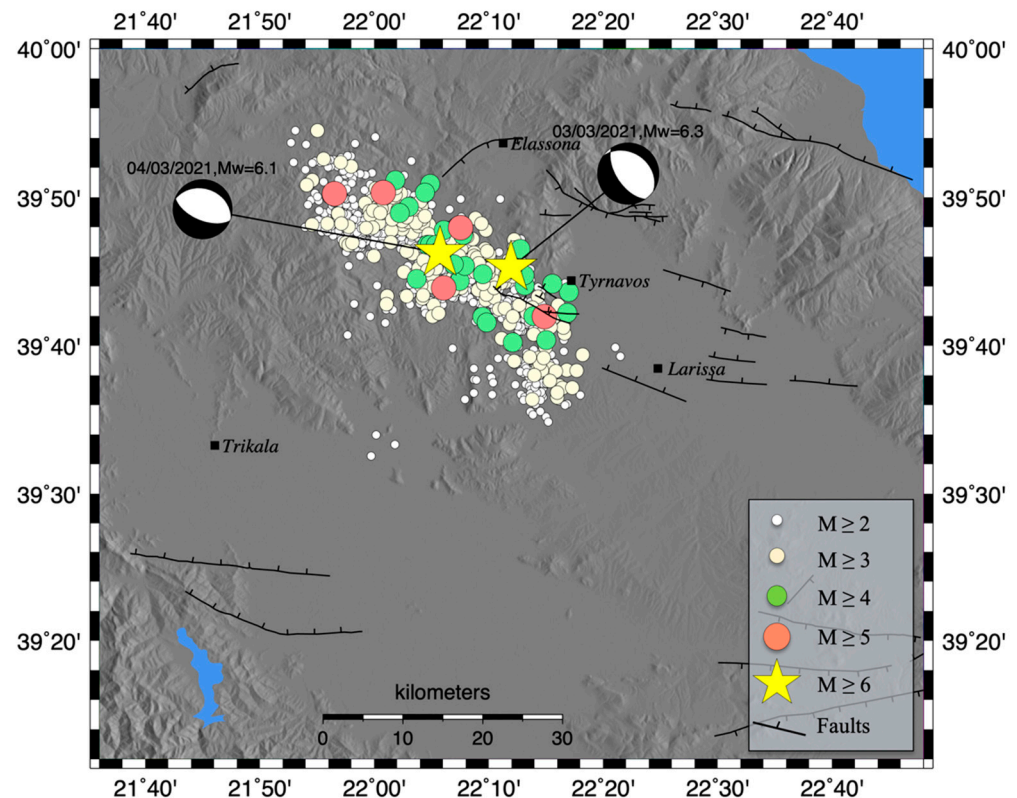 21˚40' 21˚50' 22˚00' 22˚10' 22˚20' 22˚30' 22˚40'
40˚00' 40˚00'
03/03/2021,Mw=6.3
Elassona
04/03/2021,Mw=6.1
39˚50' 39˚50'
Tyrnavos
39˚40' 39˚40'
Larissa
Trikala
39˚30' 39˚30'
M ≥ 2
M ≥ 3
M ≥ 4
39˚20' 39˚20'
M ≥ 5
M ≥ 6
Faults
kilometers
0 10 20 30
21˚40' 21˚50' 22˚00' 22˚10' 22˚20' 22˚30' 22˚40'